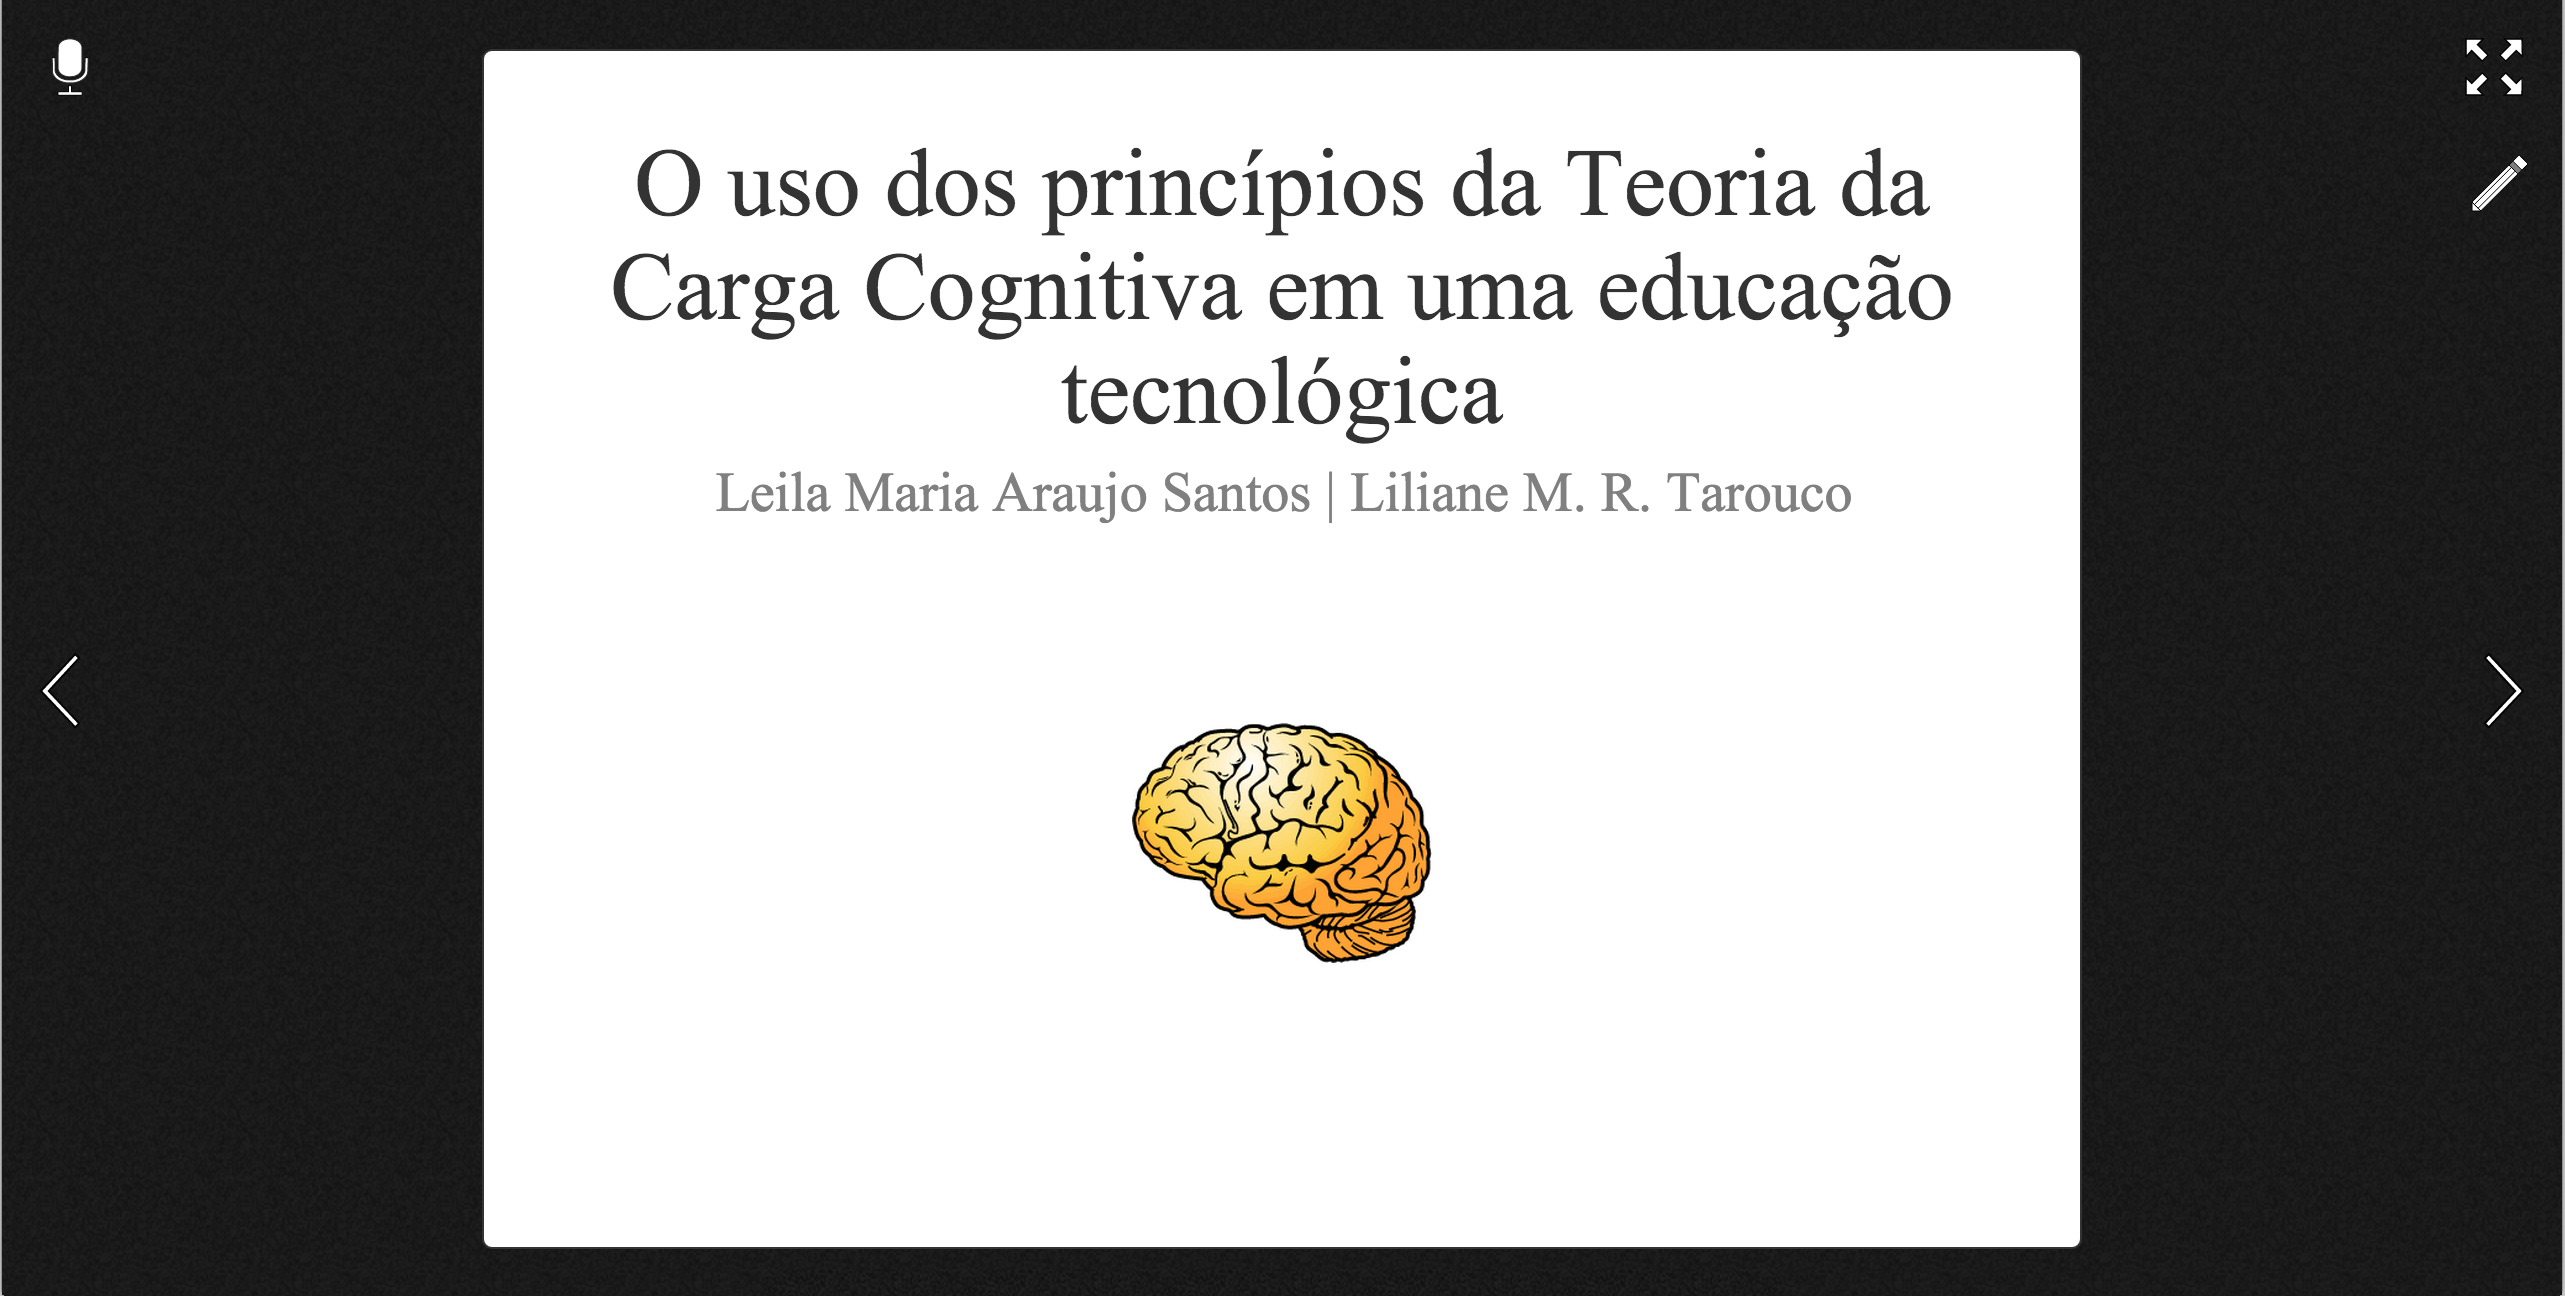 O uso dos princípios da Teoria da
Carga Cognitiva em uma educação
tecnológica
Leila Maria Araujo Santos | Liliane M. R. Tarouco